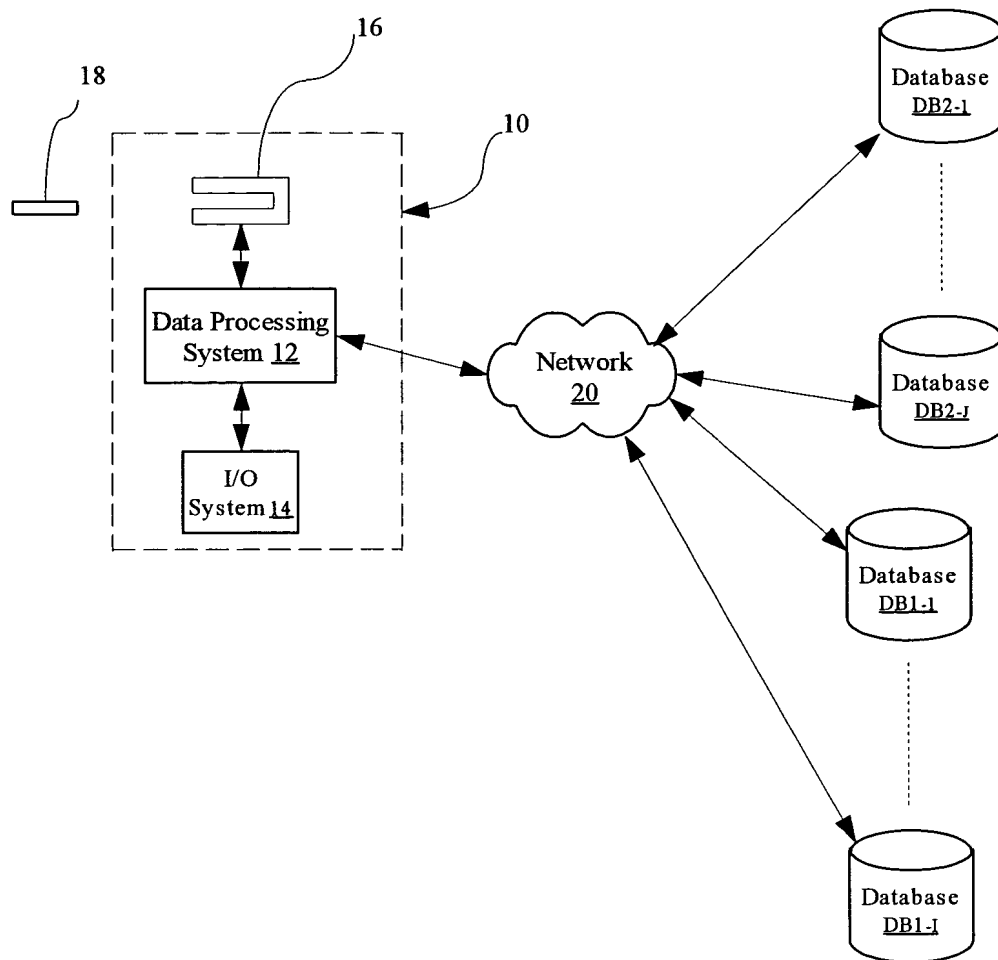 16
18
10
Data Processing
System 12
I/O
System 14
Network
20
Database
DB2-1
Database
DB2-J
Database
DB1-1
Database
DB1-I